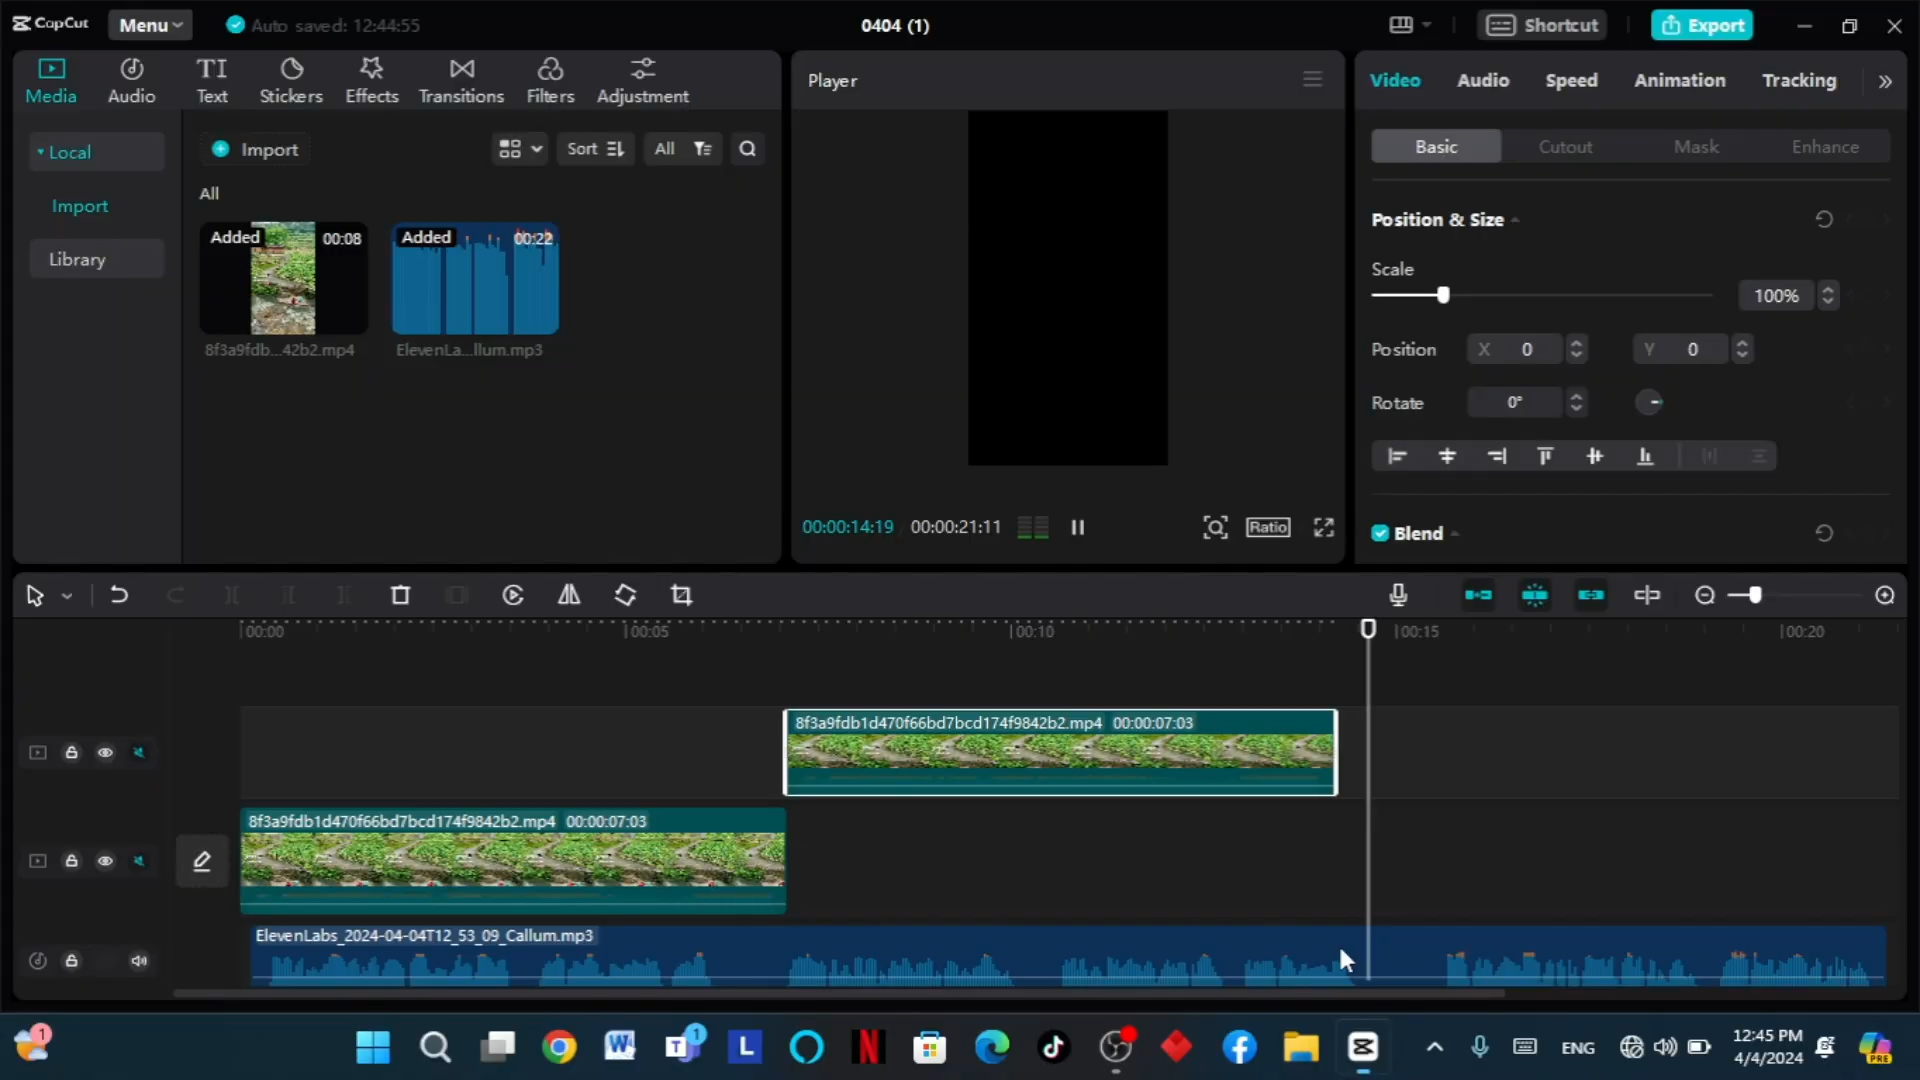 CapCut Menu Auto saved: 12:44:55 0404 (1) Shortcut Export
Media Audio TI Text Stickers Effects Transitions Filters Adjustment
Local
Import
Library
Import Sort All
All
Added 00:08
8f3a9fdb...42b2.mp4
Added 00:22
ElevenLa...llum.mp3
Player
00:00:14:19 00:00:21:11 Ratio
Video Audio Speed Animation Tracking
Basic Cutout Mask Enhance
Position & Size
Scale
100%
Position X 0 Y 0
Rotate 0°
Blend
00:00 00:05 00:10 00:15 00:20
8f3a9fdb1d470f66bd7bcd174f9842b2.mp4 00:00:07:03
8f3a9fdb1d470f66bd7bcd174f9842b2.mp4 00:00:07:03
ElevenLabs_2024-04-04T12_53_09_Callum.mp3
1 W T 1 L N ENG 12:45 PM
4/4/2024
PRE